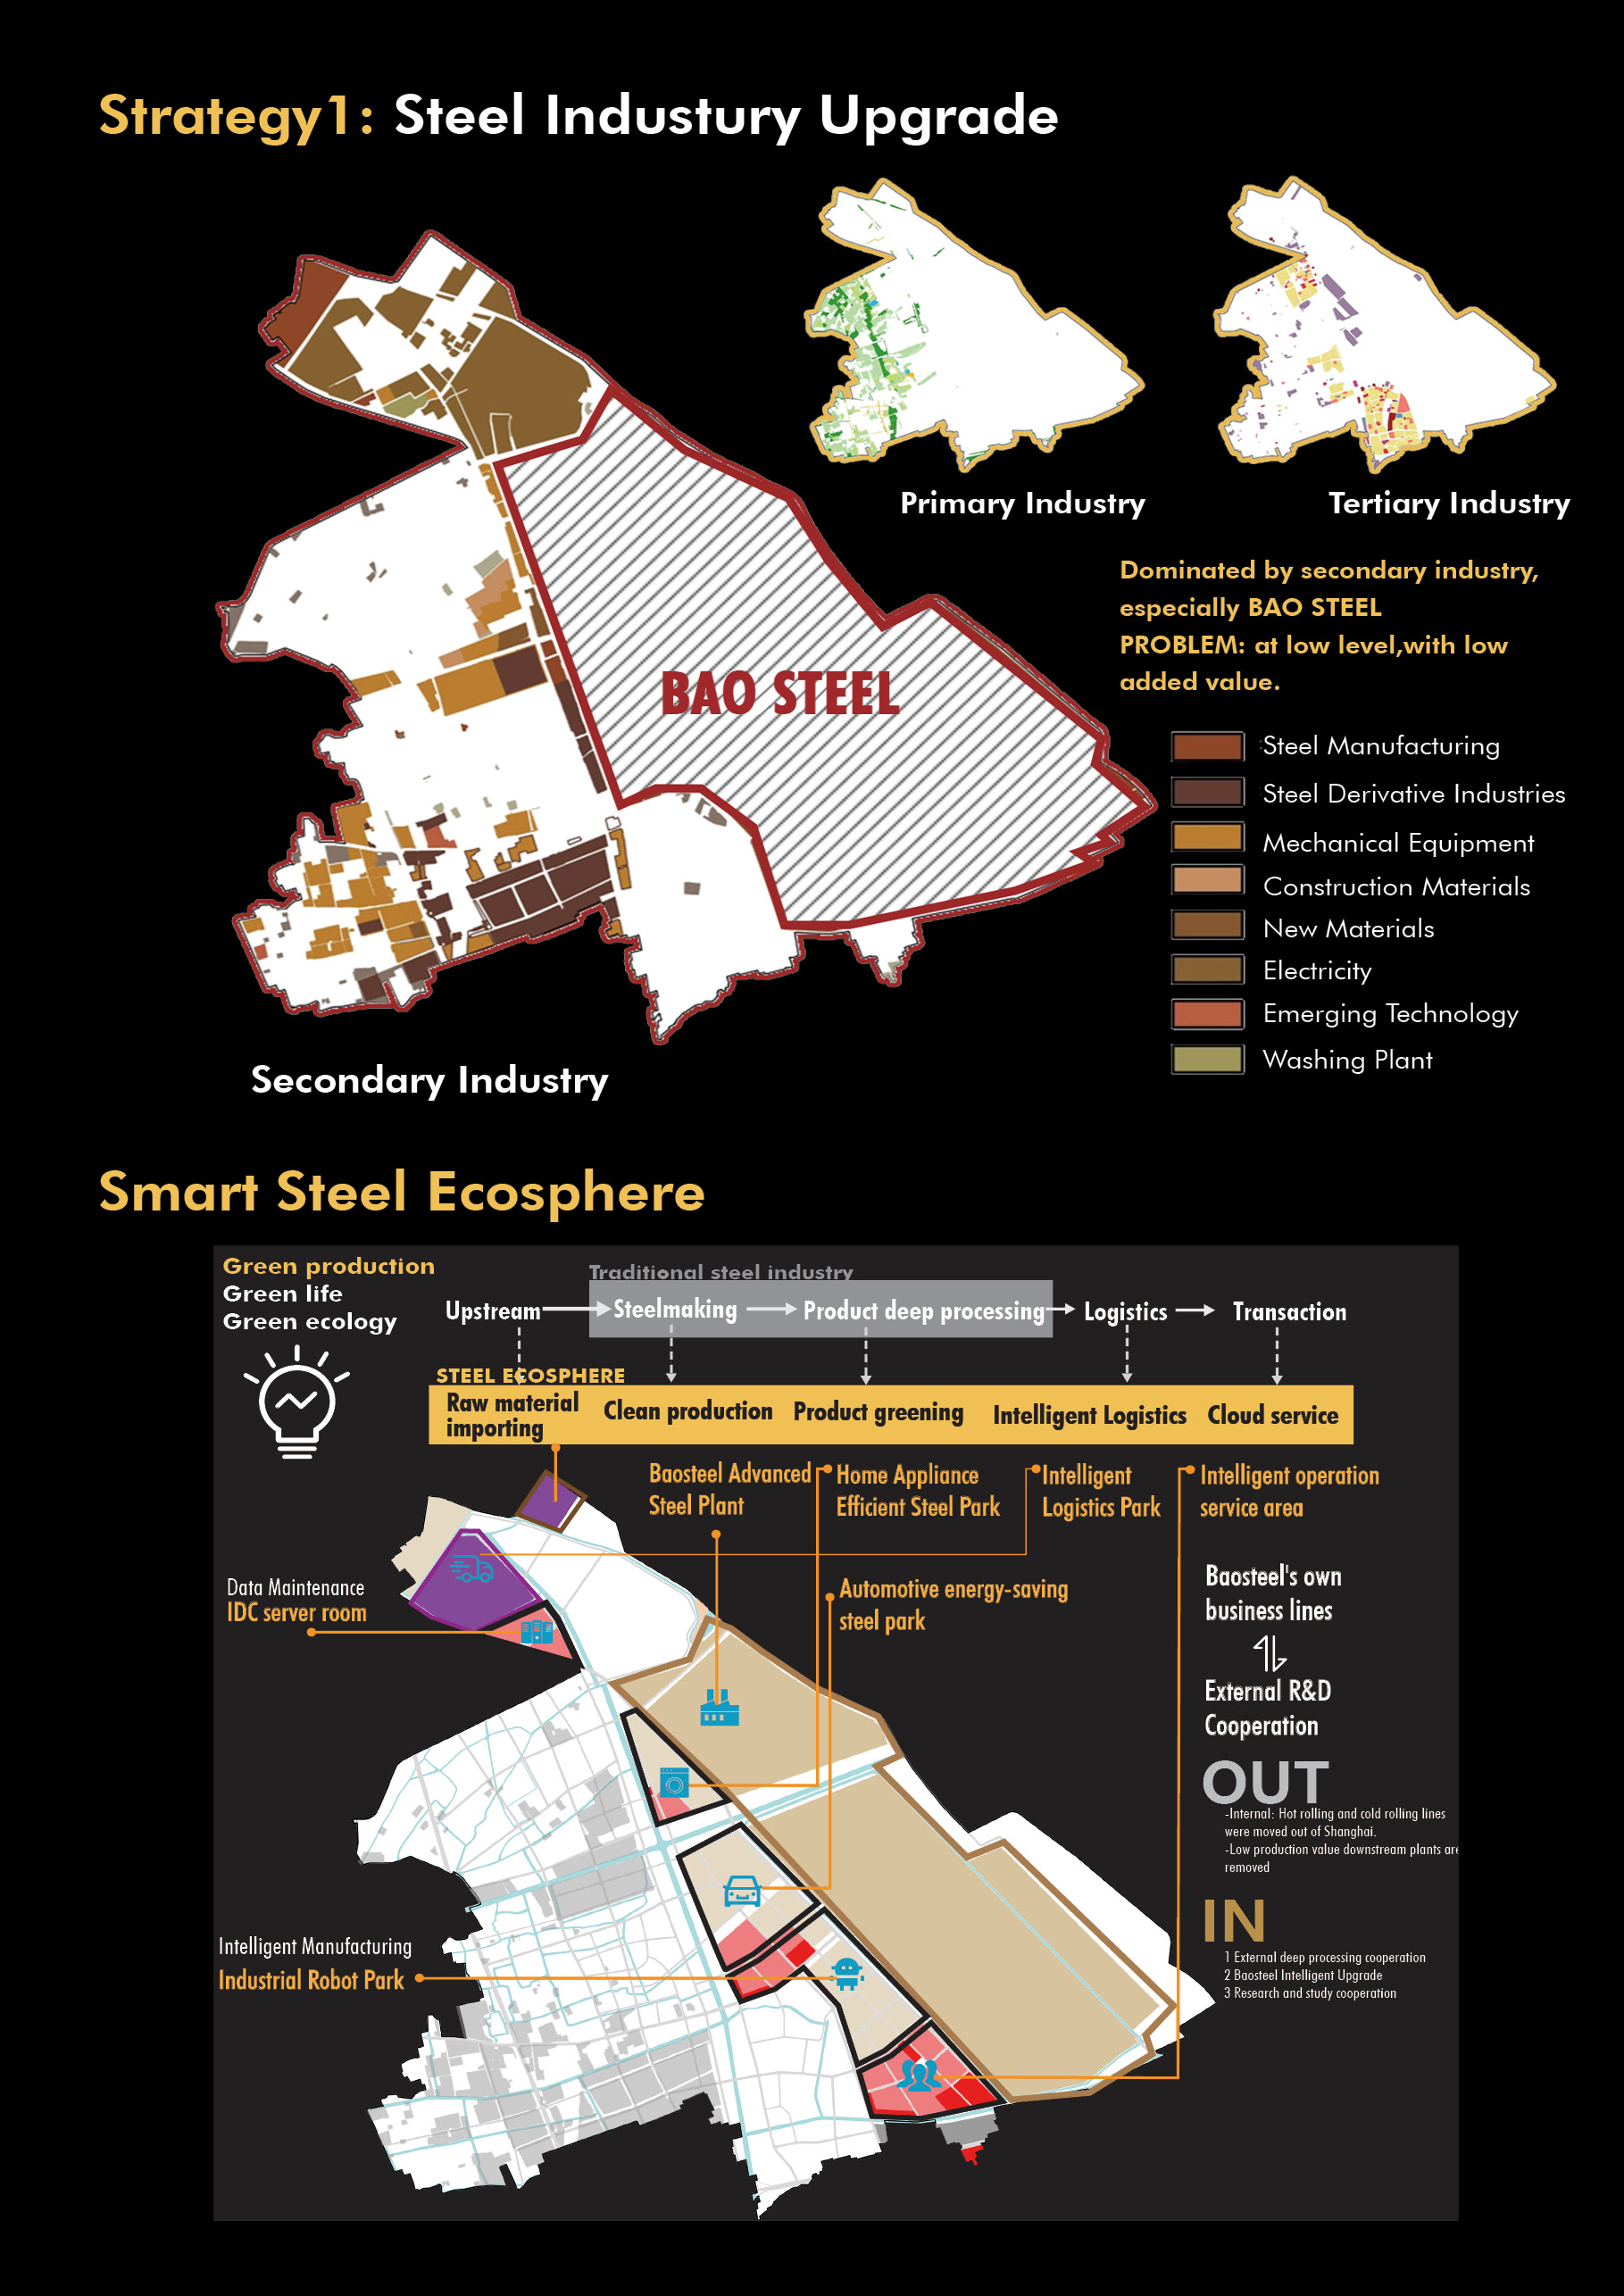 Strategy1: Steel Industury Upgrade
Primary Industry
Tertiary Industry
Dominated by secondary industry,
especially BAO STEEL
PROBLEM: at low level,with low
added value.
BAO STEEL
Steel Manufacturing
Steel Derivative Industries
Mechanical Equipment
Construction Materials
New Materials
Electricity
Emerging Technology
Washing Plant
Secondary Industry
Smart Steel Ecosphere
Green production
Green life
Green ecology
Traditional steel industry
Upstream
Steelmaking
Product deep processing
Logistics
Transaction
STEEL ECOSPHERE
Raw material
importing
Clean production
Product greening
Intelligent Logistics
Cloud service
Baosteel Advanced
Steel Plant
Home Appliance
Efficient Steel Park
Intelligent
Logistics Park
Intelligent operation
service area
Data Maintenance
IDC server room
Automotive energy-saving
steel park
Baosteel's own
business lines
External R&D
Cooperation
OUT
-Internal: Hot rolling and cold rolling lines
were moved out of Shanghai.
-Low production value downstream plants are
removed
IN
1 External deep processing cooperation
2 Baosteel Intelligent Upgrade
3 Research and study cooperation
Intelligent Manufacturing
Industrial Robot Park